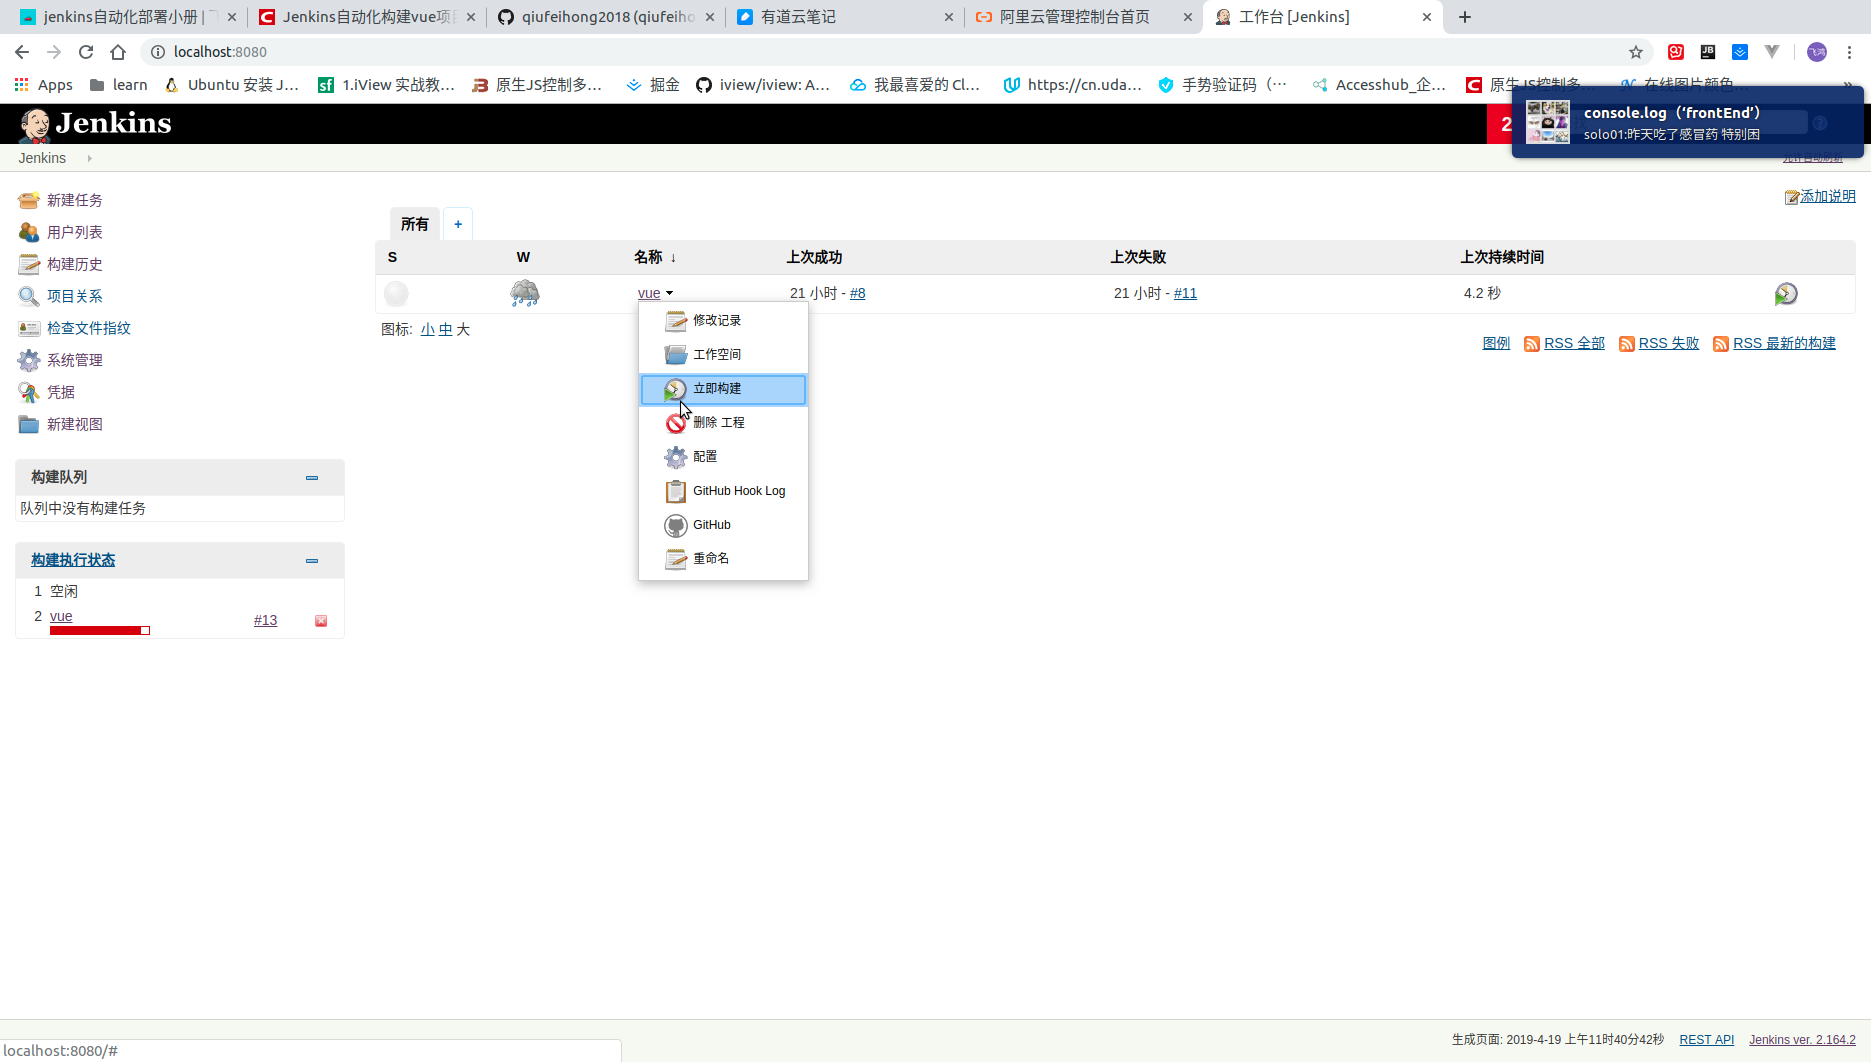 jenkins自动化部署小册 |
Jenkins自动化构建vue项
qiufeihong2018 (qiufeiho
有道云笔记
阿里云管理控制台首页
工作台 [Jenkins]
localhost:8080
Apps
learn
Ubuntu 安装 J...
1.iView 实战教...
原生JS控制多...
掘金
iview/iview: A...
我最喜爱的 Cl...
https://cn.uda...
手势验证码（...
Accesshub_企...
原生JS控制多...
在线图片颜色...
Jenkins
2
console.log（‘frontEnd’）
solo01:昨天吃了感冒药 特别困
Jenkins
允许自动刷新
新建任务
用户列表
构建历史
项目关系
检查文件指纹
系统管理
凭据
新建视图
添加说明
所有
+
S W 名称 ↓ 上次成功 上次失败 上次持续时间
vue 21 小时 - #8 21 小时 - #11 4.2 秒
图标: 小 中 大
图例 RSS 全部 RSS 失败 RSS 最新的构建
修改记录
工作空间
立即构建
删除 工程
配置
GitHub Hook Log
GitHub
重命名
构建队列
队列中没有构建任务
构建执行状态
1 空闲
2 vue #13
生成页面: 2019-4-19 上午11时40分42秒 REST API Jenkins ver. 2.164.2
localhost:8080/#